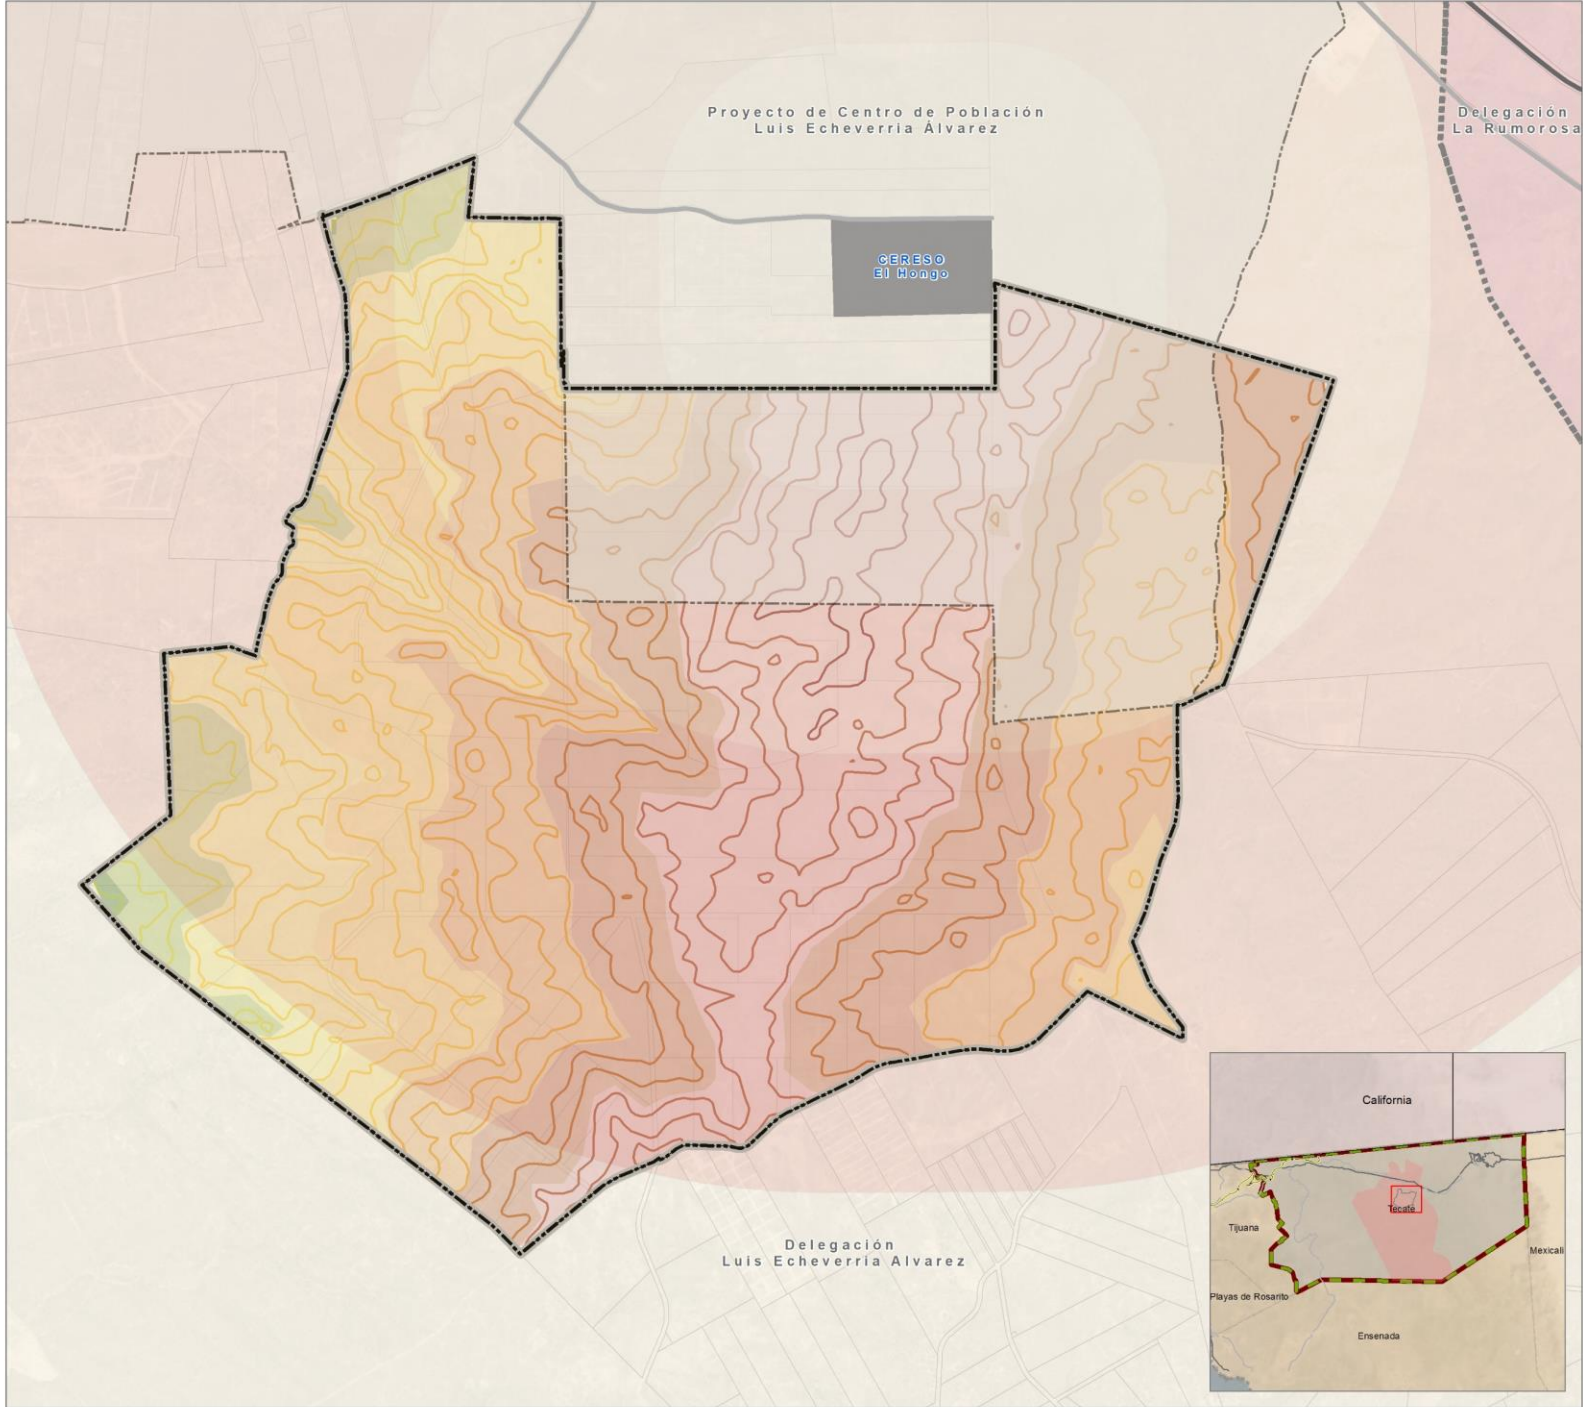 Proyecto de Centro de Población
Luis Echeverria Álvarez
Delegación
La Rumorosa
CERESO
El Hongo
Delegación
Luis Echeverria Alvarez
California
Tecate
Tijuana
Mexicali
Playas de Rosarito
Ensenada